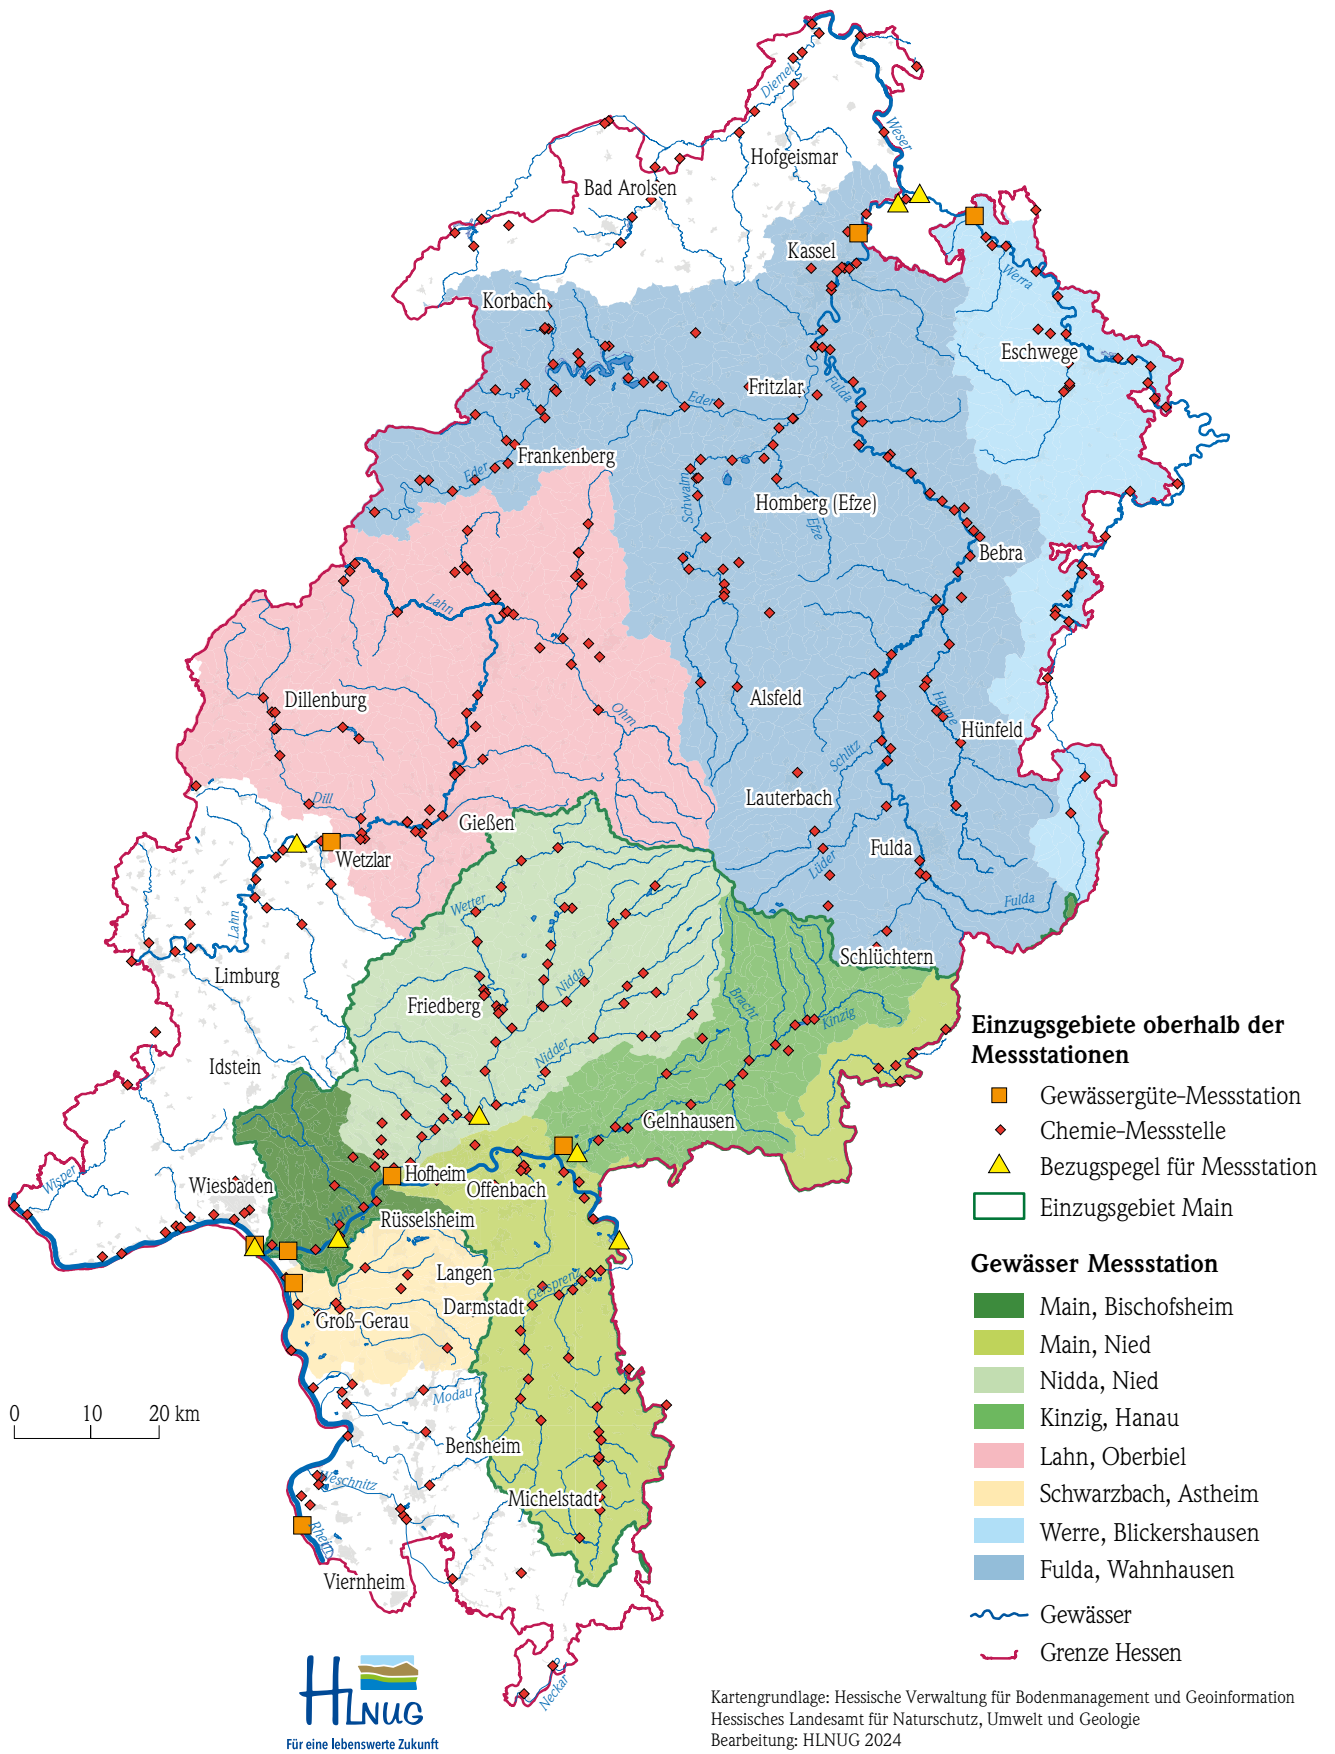 Diemel
Weser
Hofgeismar
Bad Arolsen
Kassel
Werra
Korbach
Eschwege
Fritzlar
Fulda
Eder
Frankenberg
Eder
Schwalm
Homberg (Efze)
Efze
Bebra
Lahn
Dillenburg
Alsfeld
Ohm
Haune
Hünfeld
Schlitz
Lauterbach
Dill
Gießen
Wetzlar
Fulda
Lüder
Wetter
Fulda
Lahn
Schlüchtern
Limburg
Nidda
Friedberg
Bracht
Kinzig
Idstein
Nidder
Gelnhausen
Wisper
Wiesbaden
Hofheim
Offenbach
Main
Rüsselsheim
Langen
Gersprenz
Darmstadt
Groß-Gerau
Modau
Bensheim
Weschnitz
Michelstadt
Rhein
Viernheim
Neckar
0 10 20 km
Einzugsgebiete oberhalb der
Messstationen
Gewässergüte-Messstation
Chemie-Messstelle
Bezugspegel für Messstation
Einzugsgebiet Main
Gewässer Messstation
Main, Bischofsheim
Main, Nied
Nidda, Nied
Kinzig, Hanau
Lahn, Oberbiel
Schwarzbach, Astheim
Werre, Blickershausen
Fulda, Wahnhausen
Gewässer
Grenze Hessen
HLNUG
Für eine lebenswerte Zukunft
Kartengrundlage: Hessische Verwaltung für Bodenmanagement und Geoinformation
Hessisches Landesamt für Naturschutz, Umwelt und Geologie
Bearbeitung: HLNUG 2024